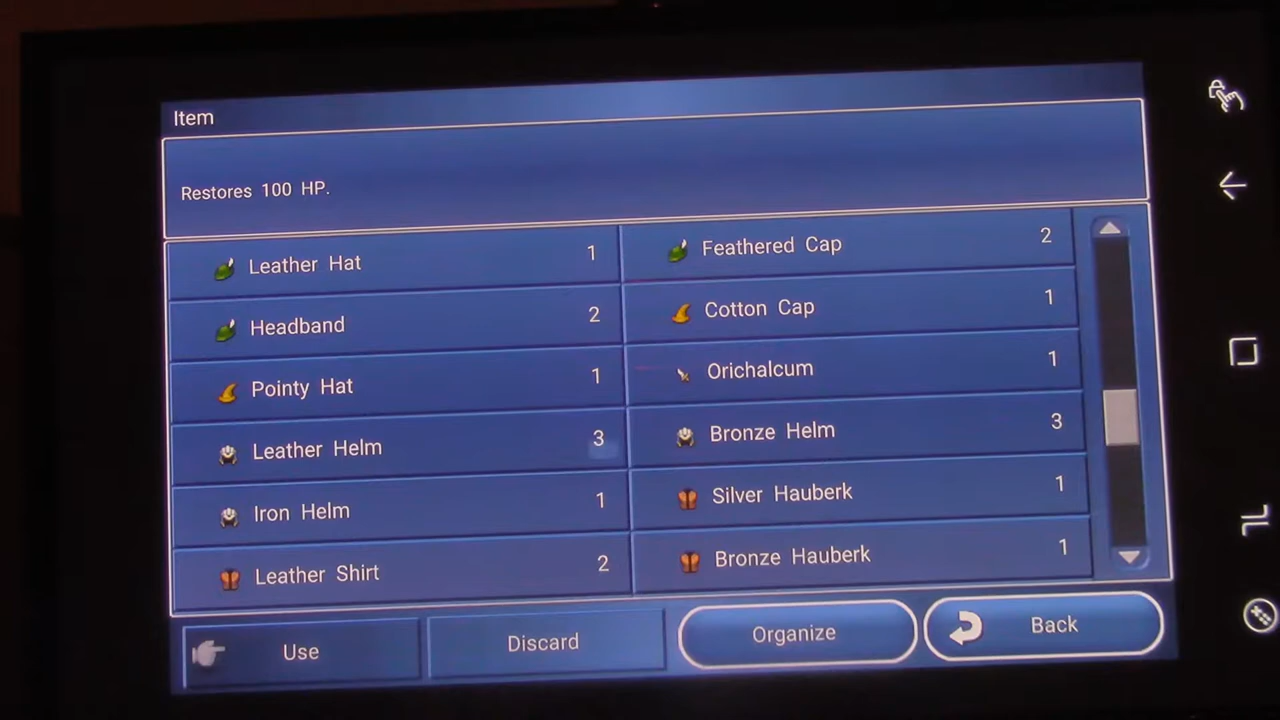 Item
Restores 100 HP.
Leather Hat 1 Feathered Cap 2
Headband 2 Cotton Cap 1
Pointy Hat 1 Orichalcum 1
Leather Helm 3 Bronze Helm 3
Iron Helm 1 Silver Hauberk 1
Leather Shirt 2 Bronze Hauberk 1
Use Discard Organize Back